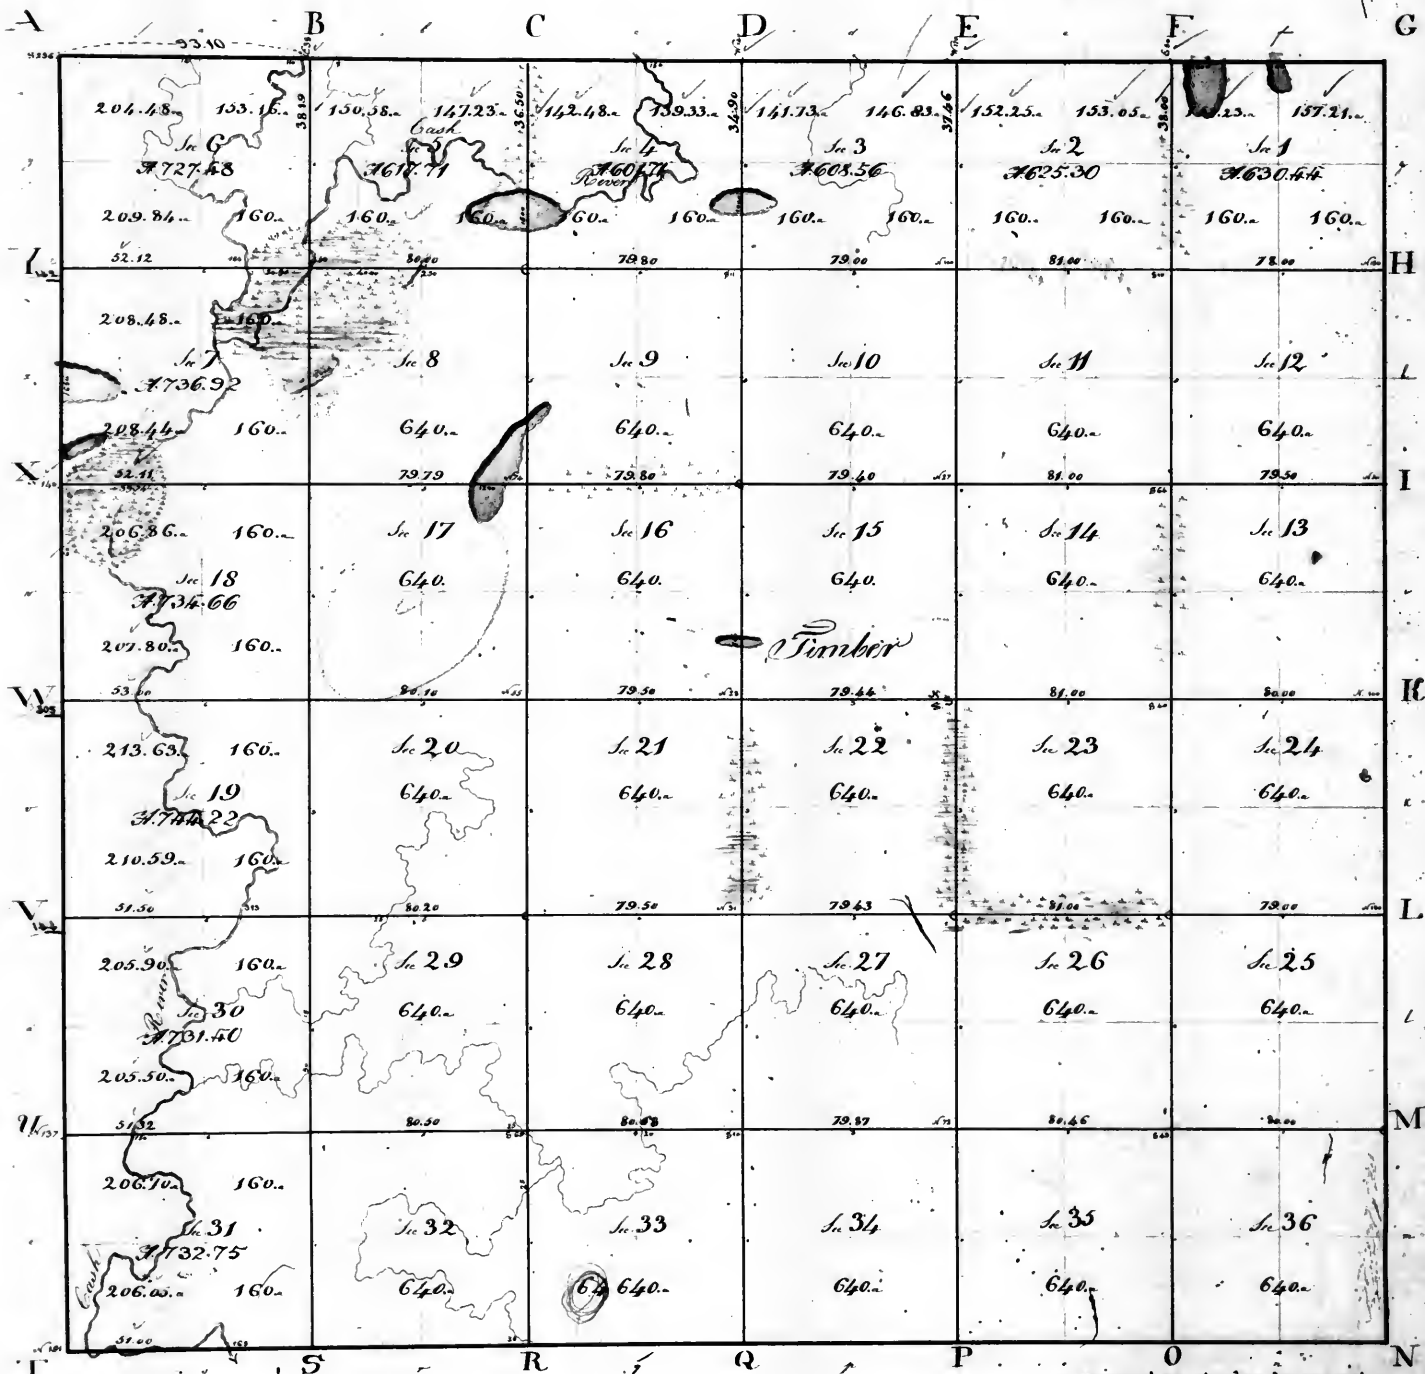 A B C D E F G
93.10
204.48.a 153.16.a 150.58.a 147.23.a 142.48.a 139.33.a 141.73.a 146.83.a 152.25.a 153.05.a 157.21.a
38.19 36.50 34.90 37.46 38.00
Cash
Sec 6 Sec 5 Sec 4 Sec 3 Sec 2 Sec 1
A.727.48 A617.71 A.608.56 A625.30 A.630.44
River
209.84.a 160.a 160.a 160.a 160.a 160.a 160.a 160.a 160.a 160.a 160.a 160.a
52.12 80.00 79.80 79.00 81.00 78.00
H
208.48.a 160.a
Sec 7 Sec 8 Sec 9 Sec 10 Sec 11 Sec 12
A.736.92
208.44.a 160.a 640.a 640.a 640.a 640.a 640.a
X 52.11 79.79 79.80 79.40 81.00 79.50 I
206.86.a 160.a Sec 17 Sec 16 Sec 15 Sec 14 Sec 13
Sec 18 640. 640. 640. 640.a 640.a
A.734.66
207.80.a 160.a
Timber
W 53.00 80.10 79.50 79.44 81.00 80.00 K
213.63.a 160.a Sec 20 Sec 21 Sec 22 Sec 23 Sec 24
Sec 19 640.a 640.a 640.a 640.a 640.a
A.744.22
210.59.a 160.a
V 51.50 80.20 79.50 79.43 81.00 79.00 L
205.90.a 160.a Sec 29 Sec 28 Sec 27 Sec 26 Sec 25
River
Sec 30 640.a 640.a 640.a 640.a 640.a
A.731.40
205.50.a 160.a
U 51.32 80.50 80.68 79.87 80.46 80.00 M
206.70.a 160.a
Sec 31 Sec 32 Sec 33 Sec 34 Sec 35 Sec 36
A.732.75
Cash
206.05.a 160.a 640.a 64 640.a 640.a 640.a 640.a
51.00
T S R Q P O N